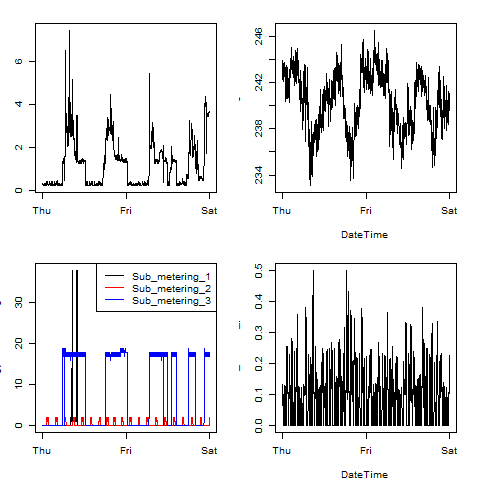 0 2 4 6
Thu Fri Sat
234 238 242 246
Thu Fri Sat
DateTime
0 10 20 30
Sub_metering_1
Sub_metering_2
Sub_metering_3
Thu Fri Sat
0.0 0.1 0.2 0.3 0.4 0.5
Thu Fri Sat
DateTime